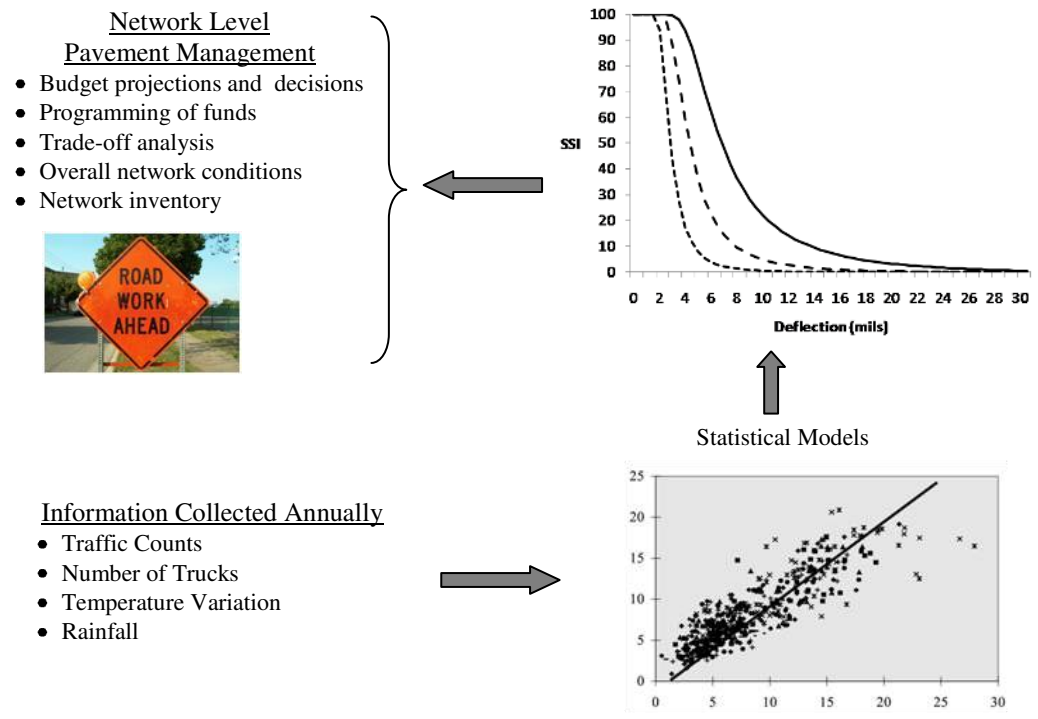 Network Level
Pavement Management
Budget projections and decisions
Programming of funds
Trade-off analysis
Overall network conditions
Network inventory
ROAD
WORK
AHEAD
100
90
80
70
60
50
40
30
20
10
0
SSI
0 2 4 6 8 10 12 14 16 18 20 22 24 26 28 30
Deflection (mils)
Statistical Models
Information Collected Annually
Traffic Counts
Number of Trucks
Temperature Variation
Rainfall
25
20
15
10
5
0
0 5 10 15 20 25 30